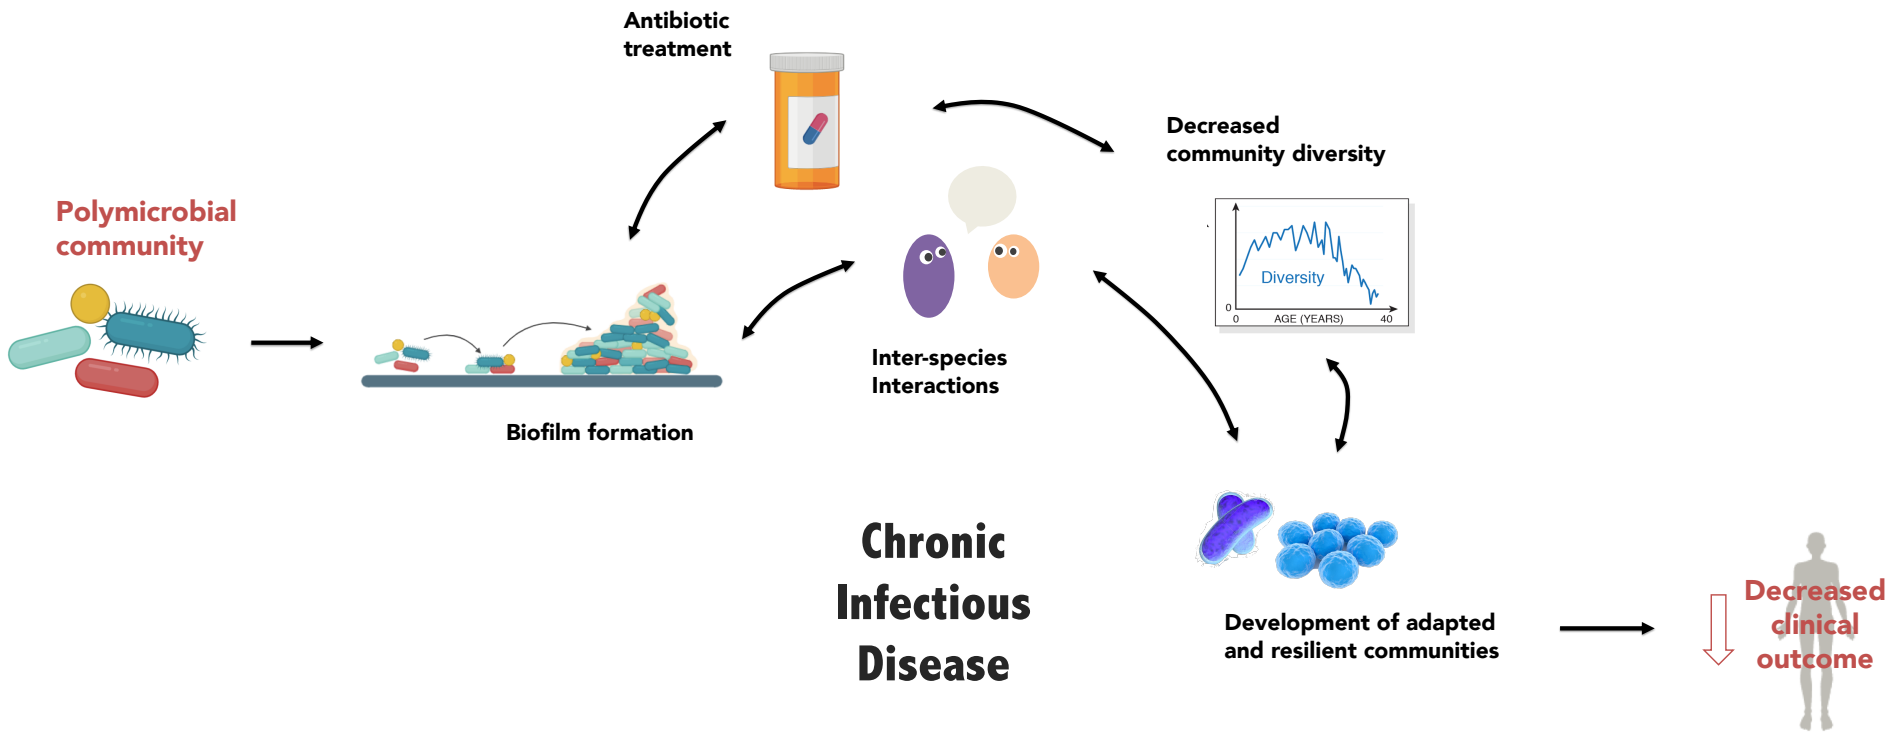 Antibiotic
treatment
Decreased
community diversity
Polymicrobial
community
Diversity
0
0
AGE (YEARS)
40
Inter-species
Interactions
Biofilm formation
Chronic
Infectious
Disease
Development of adapted
and resilient communities
Decreased
clinical
outcome